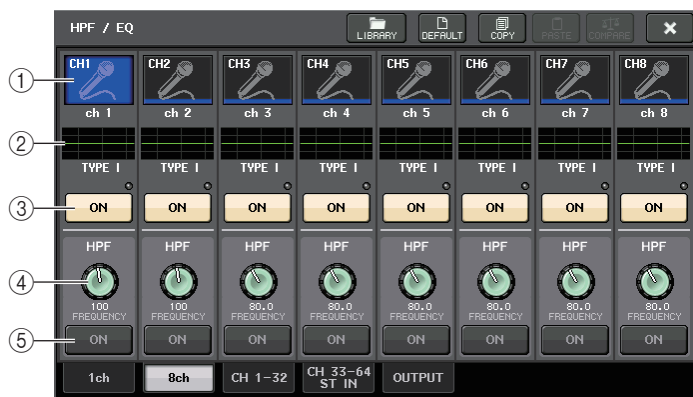 HPF / EQ
LIBRARY DEFAULT COPY PASTE COMPARE
CH1 CH2 CH3 CH4 CH5 CH6 CH7 CH8
① ch 1 ch 2 ch 3 ch 4 ch 5 ch 6 ch 7 ch 8
②
TYPE I TYPE I TYPE I TYPE I TYPE I TYPE I TYPE I TYPE I
③ ON ON ON ON ON ON ON ON
HPF HPF HPF HPF HPF HPF HPF HPF
④
100 100 80.0 80.0 80.0 80.0 80.0 80.0
FREQUENCY FREQUENCY FREQUENCY FREQUENCY FREQUENCY FREQUENCY FREQUENCY FREQUENCY
⑤ ON ON ON ON ON ON ON ON
1ch 8ch CH 1-32 CH 33-64 OUTPUT
ST IN